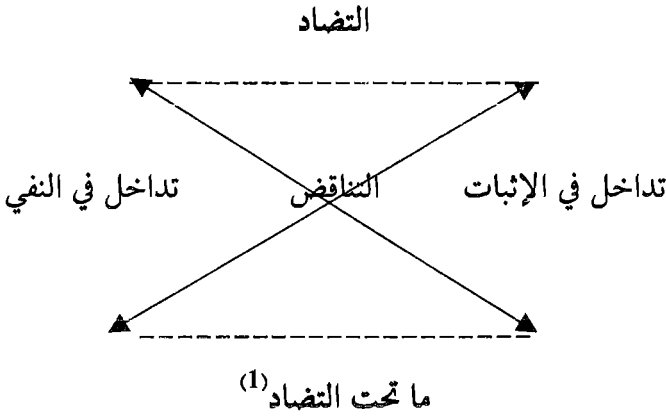 التضاد
تداخل في الإثبات التناقض تداخل في النفي
ما تحت التضاد(1)